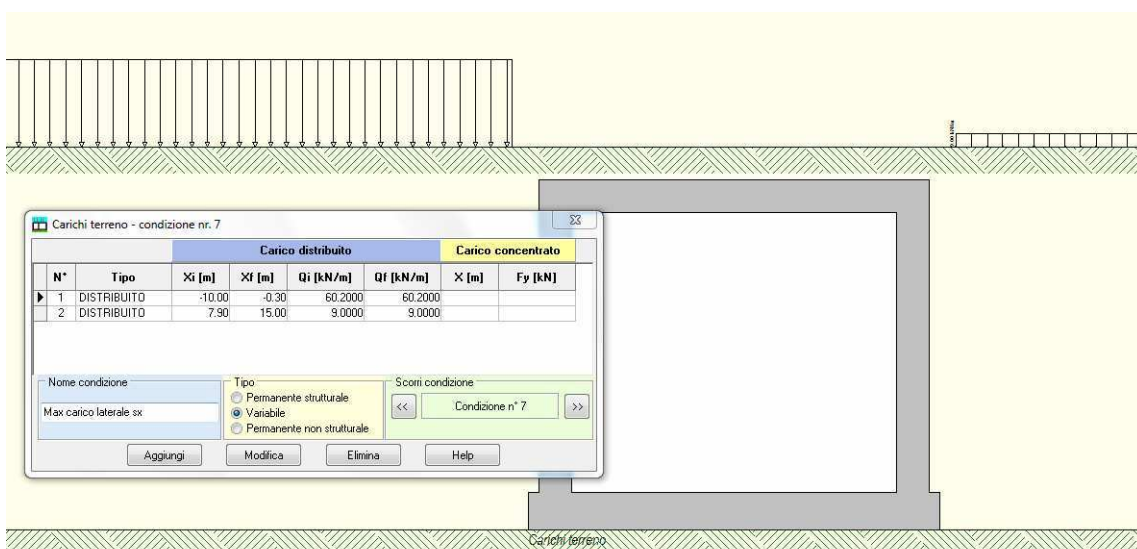 Carichi terreno - condizione nr. 7
Carico distribuito Carico concentrato
N° Tipo Xi [m] Xf [m] Qi [kN/m] Qf [kN/m] X [m] Fy [kN]
1 DISTRIBUITO -10.00 -0.30 60.2000 60.2000
2 DISTRIBUITO 7.90 15.00 9.0000 9.0000
Nome condizione
Max carico laterale sx
Tipo
Permanente strutturale
Variabile
Permanente non strutturale
Scorri condizione
<< Condizione n° 7 >>
Aggiungi Modifica Elimina Help
Carichi terreno